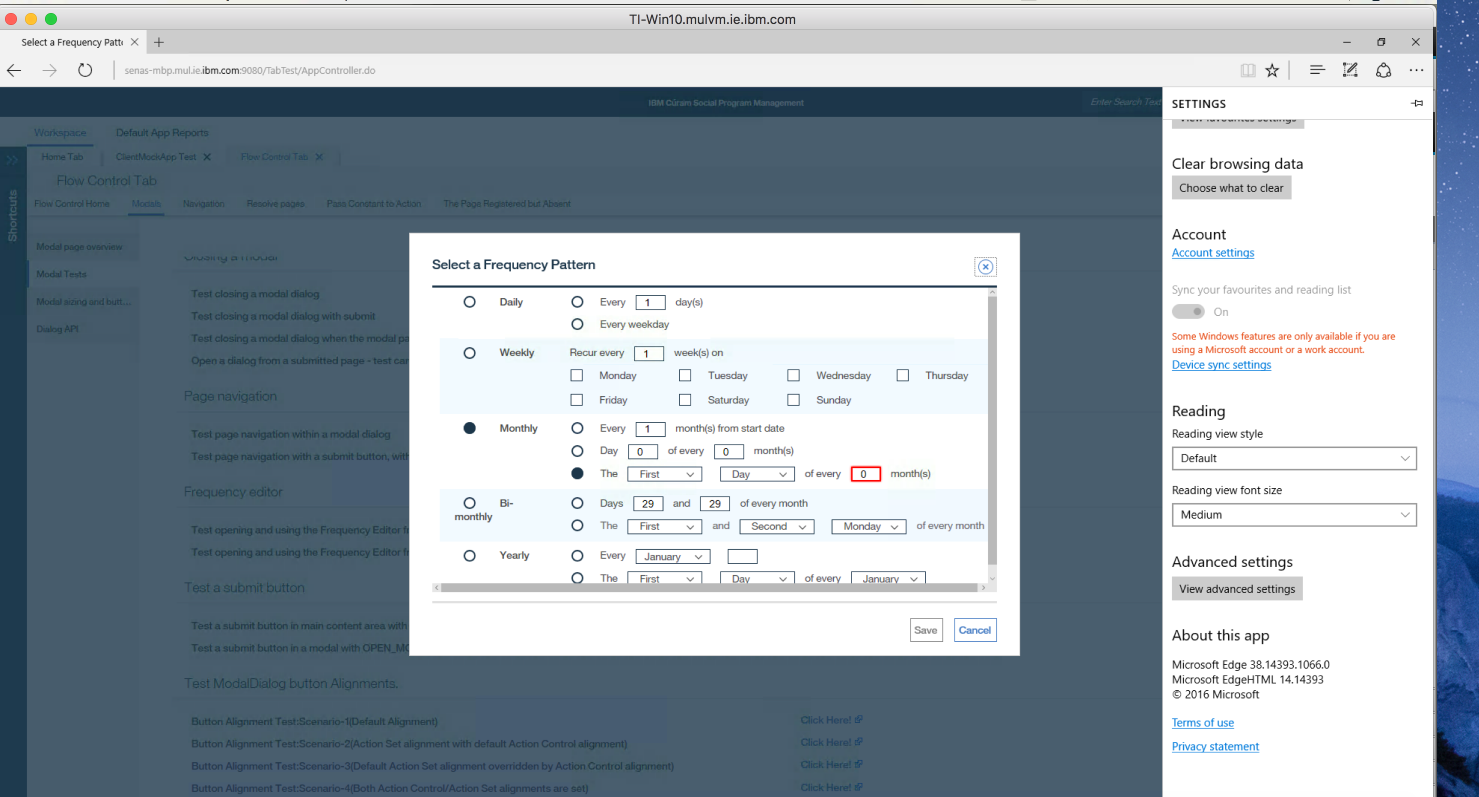 TI-Win10.mulvm.ie.ibm.com
Select a Frequency Patt
senas-mbp.mul.ie.ibm.com:9080/TabTest/AppController.do
IBM Cúram Social Program Management
Enter Search Text
Workspace Default App Reports
Home Tab ClientMockApp Test Flow Control Tab
Flow Control Tab
Flow Control Home Modals Navigation Resolve pages Pass Constant to Action The Page Registered but Absent
Shortcuts
Modal page overview
Modal Tests
Modal sizing and butt...
Dialog API
Closing a modal
Test closing a modal dialog
Test closing a modal dialog with submit
Test closing a modal dialog when the modal pa
Open a dialog from a submitted page - test can
Page navigation
Test page navigation within a modal dialog
Test page navigation with a submit button, with
Frequency editor
Test opening and using the Frequency Editor f
Test opening and using the Frequency Editor fr
Test a submit button
Test a submit button in main content area with
Test a submit button in a modal with OPEN_MO
Test ModalDialog button Alignments.
Button Alignment Test:Scenario-1(Default Alignment) Click Here!
Button Alignment Test:Scenario-2(Action Set alignment with default Action Control alignment) Click Here!
Button Alignment Test:Scenario-3(Default Action Set alignment overridden by Action Control alignment) Click Here!
Button Alignment Test:Scenario-4(Both Action Control/Action Set alignments are set) Click Here!
Select a Frequency Pattern
Daily Every 1 day(s)
Every weekday
Weekly Recur every 1 week(s) on
Monday Tuesday Wednesday Thursday
Friday Saturday Sunday
Monthly Every 1 month(s) from start date
Day 0 of every 0 month(s)
The First Day of every 0 month(s)
Bi-
monthly
Days 29 and 29 of every month
The First and Second Monday of every month
Yearly Every January
The First Day of every January
Save Cancel
SETTINGS
View favourites settings
Clear browsing data
Choose what to clear
Account
Account settings
Sync your favourites and reading list
On
Some Windows features are only available if you are
using a Microsoft account or a work account.
Device sync settings
Reading
Reading view style
Default
Reading view font size
Medium
Advanced settings
View advanced settings
About this app
Microsoft Edge 38.14393.1066.0
Microsoft EdgeHTML 14.14393
© 2016 Microsoft
Terms of use
Privacy statement